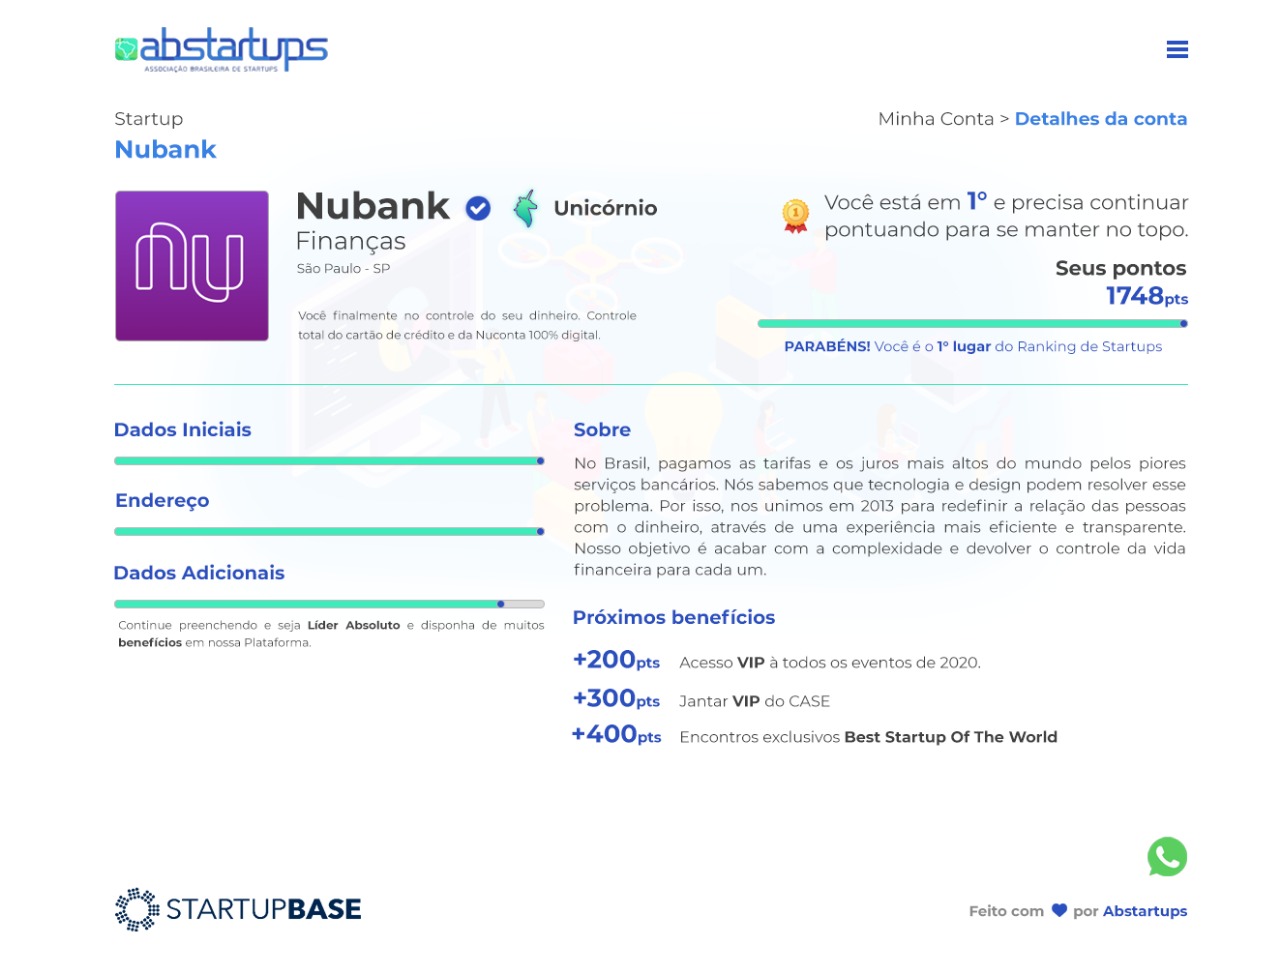 abstartups
ASSOCIAÇÃO BRASILEIRA DE STARTUPS
Startup
Nubank
Minha Conta > Detalhes da conta
nu
Nubank
Unicórnio
Finanças
São Paulo - SP
Você finalmente no controle do seu dinheiro. Controle
total do cartão de crédito e da Nuconta 100% digital.
1
Você está em 1° e precisa continuar
pontuando para se manter no topo.
Seus pontos
1748pts
PARABÉNS! Você é o 1° lugar do Ranking de Startups
Dados Iniciais
Endereço
Dados Adicionais
Continue preenchendo e seja Líder Absoluto e disponha de muitos
benefícios em nossa Plataforma.
Sobre
No Brasil, pagamos as tarifas e os juros mais altos do mundo pelos piores
serviços bancários. Nós sabemos que tecnologia e design podem resolver esse
problema. Por isso, nos unimos em 2013 para redefinir a relação das pessoas
com o dinheiro, através de uma experiência mais eficiente e transparente.
Nosso objetivo é acabar com a complexidade e devolver o controle da vida
financeira para cada um.
Próximos benefícios
+200pts Acesso VIP à todos os eventos de 2020.
+300pts Jantar VIP do CASE
+400pts Encontros exclusivos Best Startup Of The World
STARTUPBASE
Feito com por Abstartups